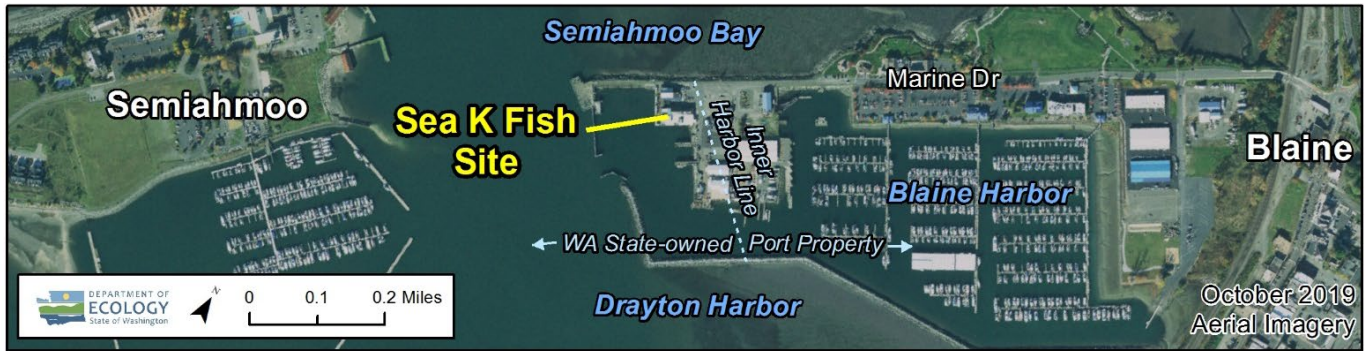 Semiahmoo Bay
Marine Dr
Semiahmoo
Sea K Fish
Site
Inner
Harbor Line
Blaine
Blaine Harbor
WA State-owned
Port Property
Drayton Harbor
DEPARTMENT OF
ECOLOGY
State of Washington
0 0.1 0.2 Miles
October 2019
Aerial Imagery